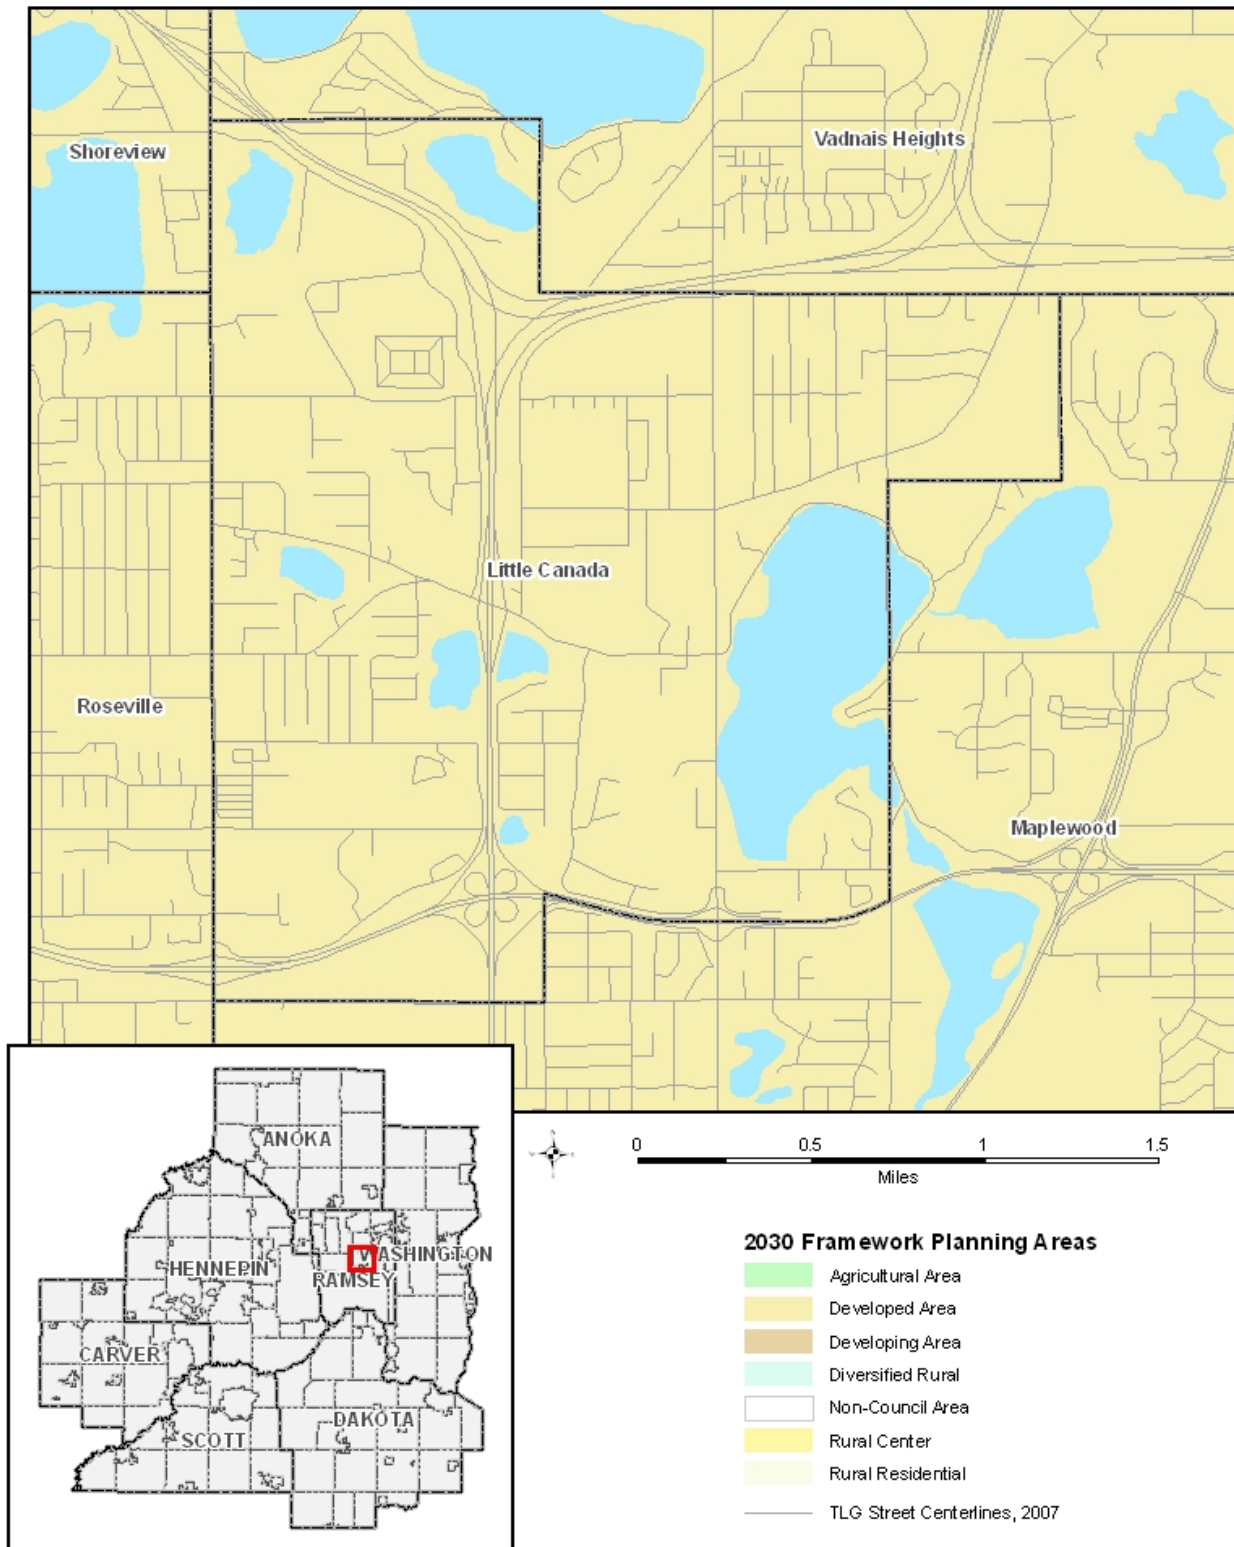 Shoreview
Vadnais Heights
Little Canada
Roseville
Maplewood
ANOKA
WASHINGTON
HENNEPIN
RAMSEY
CARVER
DAKOTA
SCOTT
0 0.5 1 1.5
Miles
2030 Framework Planning Areas
Agricultural Area
Developed Area
Developing Area
Diversified Rural
Non-Council Area
Rural Center
Rural Residential
TLG Street Centerlines, 2007